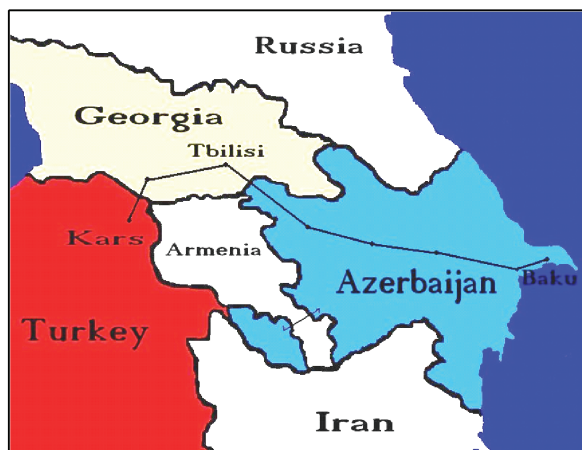 Russia
Georgia
Tbilisi
Kars
Armenia
Azerbaijan
Baku
Turkey
Iran